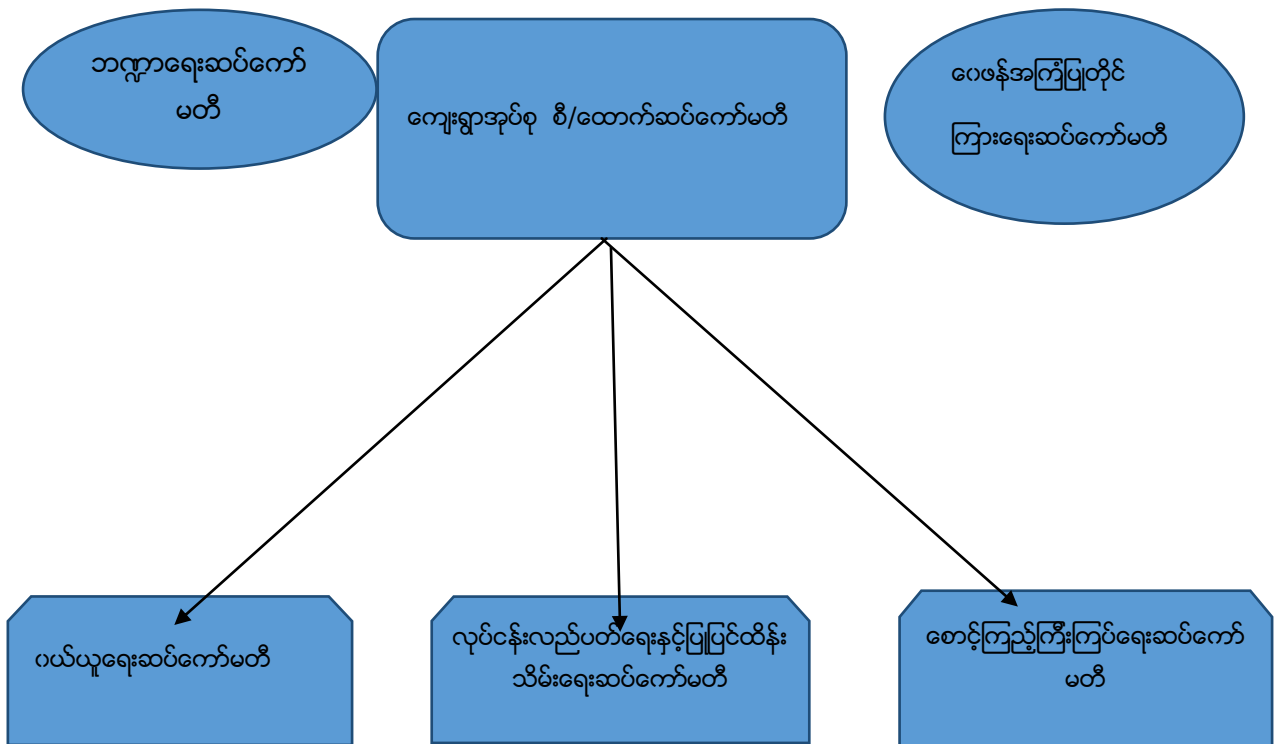 ဘဏ္ဍာရေးဆပ်ကော်
မတီ
ကျေးရွာအုပ်စု စီ/ထောက်ဆပ်ကော်မတီ
ဝေဖန်အကြံပြုတိုင်
ကြားရေးဆပ်ကော်မတီ
ဝယ်ယူရေးဆပ်ကော်မတီ
လုပ်ငန်းလည်ပတ်ရေးနှင့်ပြုပြင်ထိန်း
သိမ်းရေးဆပ်ကော်မတီ
စောင့်ကြည့်ကြီးကြပ်ရေးဆပ်ကော်
မတီ